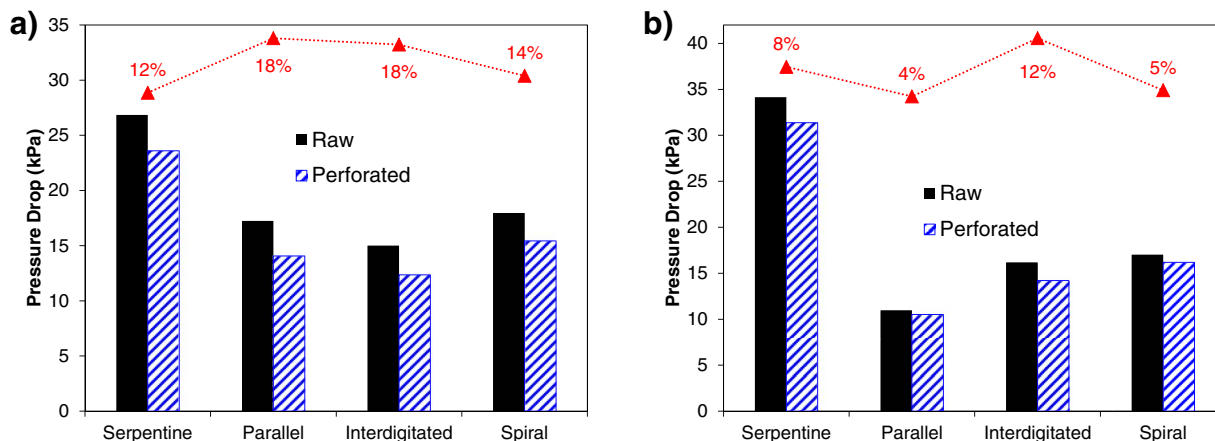 a)
Pressure Drop (kPa)
35
30
25
20
15
10
5
0
12%
18%
18%
14%
Raw
Perforated
Serpentine
Parallel
Interdigitated
Spiral
b)
Pressure Drop (kPa)
40
35
30
25
20
15
10
5
0
8%
4%
12%
5%
Raw
Perforated
Serpentine
Parallel
Interdigitated
Spiral